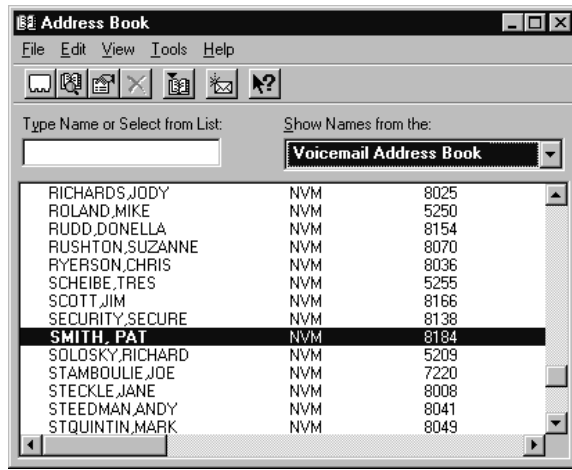 Address Book
File Edit View Tools Help
Type Name or Select from List: Show Names from the:
Voicemail Address Book
RICHARDS,JODY NVM 8025
ROLAND,MIKE NVM 5250
RUDD,DONELLA NVM 8154
RUSHTON,SUZANNE NVM 8070
RYERSON,CHRIS NVM 8036
SCHEIBE,TRES NVM 5255
SCOTT,JIM NVM 8166
SECURITY,SECURE NVM 8138
SMITH, PAT NVM 8184
SOLOSKY,RICHARD NVM 5209
STAMBOULIE,JOE NVM 7220
STECKLE,JANE NVM 8008
STEEDMAN,ANDY NVM 8041
STQUINTIN,MARK NVM 8049